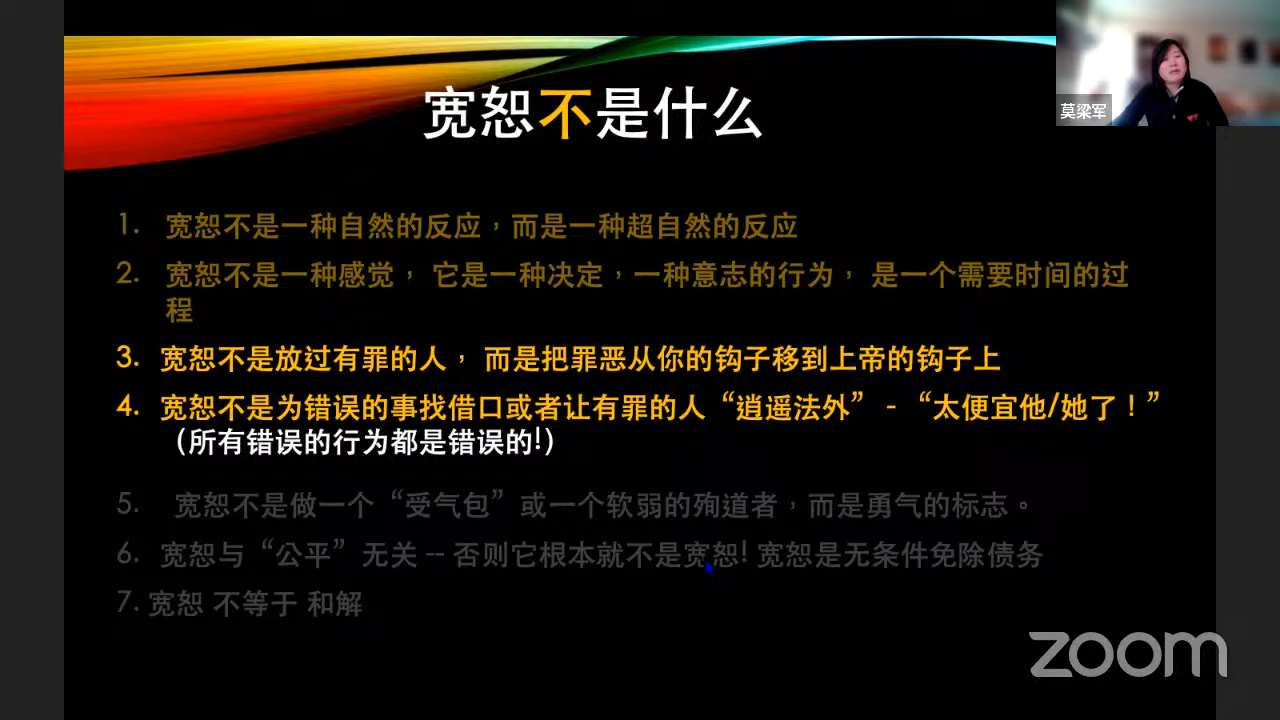 莫梁军
宽恕不是什么
1. 宽恕不是一种自然的反应，而是一种超自然的反应
2. 宽恕不是一种感觉， 它是一种决定，一种意志的行为， 是一个需要时间的过
程
3. 宽恕不是放过有罪的人， 而是把罪恶从你的钩子移到上帝的钩子上
4. 宽恕不是为错误的事找借口或者让有罪的人“逍遥法外” - “太便宜他/她了！”
（所有错误的行为都是错误的!）
5. 宽恕不是做一个“受气包”或一个软弱的殉道者，而是勇气的标志。
6. 宽恕与“公平”无关 -- 否则它根本就不是宽恕! 宽恕是无条件免除债务
7. 宽恕 不等于 和解
zoom